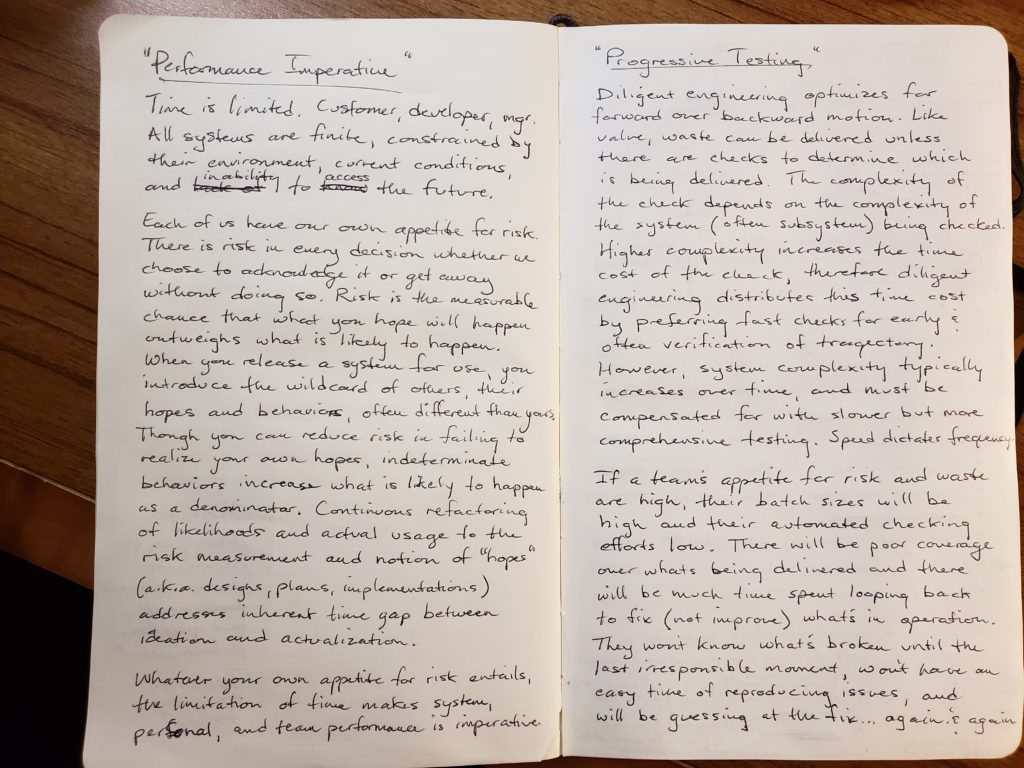 "Performance Imperative"
Time is limited. Customer, developer, mgr.
All systems are finite, constrained by
their environment, current conditions,
and inability to access the future.
Each of us have our own appetite for risk.
There is risk in every decision whether we
choose to acknowledge it or get away
without doing so. Risk is the measurable
chance that what you hope will happen
outweighs what is likely to happen.
When you release a system for use, you
introduce the wildcard of others, their
hopes and behaviors, often different than yours.
Though you can reduce risk in failing to
realize your own hopes, indeterminate
behaviors increase what is likely to happen
as a denominator. Continuous refactoring
of likelihoods and actual usage to the
risk measurement and notion of "hopes"
(a.k.a. designs, plans, implementations)
addresses inherent time gap between
ideation and actualization.
Whatever your own appetite for risk entails,
the limitation of time makes system,
personal, and team performance is imperative.
"Progressive Testing"
Diligent engineering optimizes for
forward over backward motion. Like
value, waste can be delivered unless
there are checks to determine which
is being delivered. The complexity of
the check depends on the complexity of
the system (often subsystem) being checked.
Higher complexity increases the time
cost of the check, therefore diligent
engineering distributes this time cost
by preferring fast checks for early &
often verification of tragectory.
However, system complexity typically
increases over time, and must be
compensated for with slower but more
comprehensive testing. Speed dictates frequency.
If a team's appetite for risk and waste
are high, their batch sizes will be
high and their automated checking
efforts low. There will be poor coverage
over whats being delivered and there
will be much time spent looping back
to fix (not improve) what's in operation.
They won't know what's broken until the
last irresponsible moment, won't have an
easy time of reproducing issues, and
will be guessing at the fix... again & again